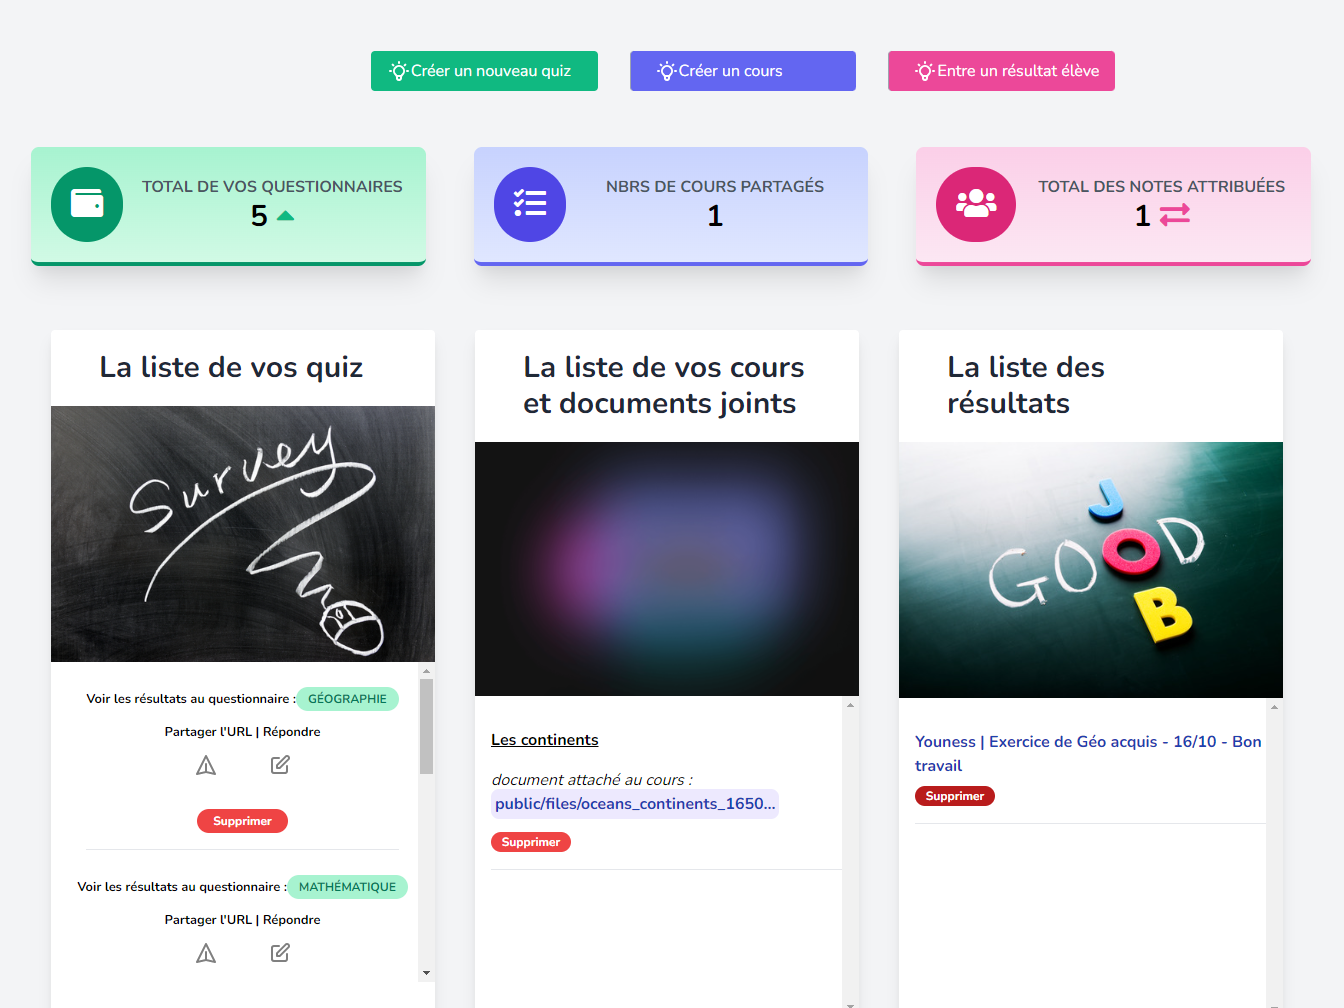 Créer un nouveau quiz
Créer un cours
Entre un résultat élève
TOTAL DE VOS QUESTIONNAIRES
5
NBRS DE COURS PARTAGÉS
1
TOTAL DES NOTES ATTRIBUÉES
1
La liste de vos quiz
Survey
Voir les résultats au questionnaire : GÉOGRAPHIE
Partager l'URL | Répondre
Supprimer
Voir les résultats au questionnaire : MATHÉMATIQUE
Partager l'URL | Répondre
La liste de vos cours
et documents joints
Les continents
document attaché au cours :
public/files/oceans_continents_1650...
Supprimer
La liste des
résultats
J
GOOD
B
Youness | Exercice de Géo acquis - 16/10 - Bon
travail
Supprimer